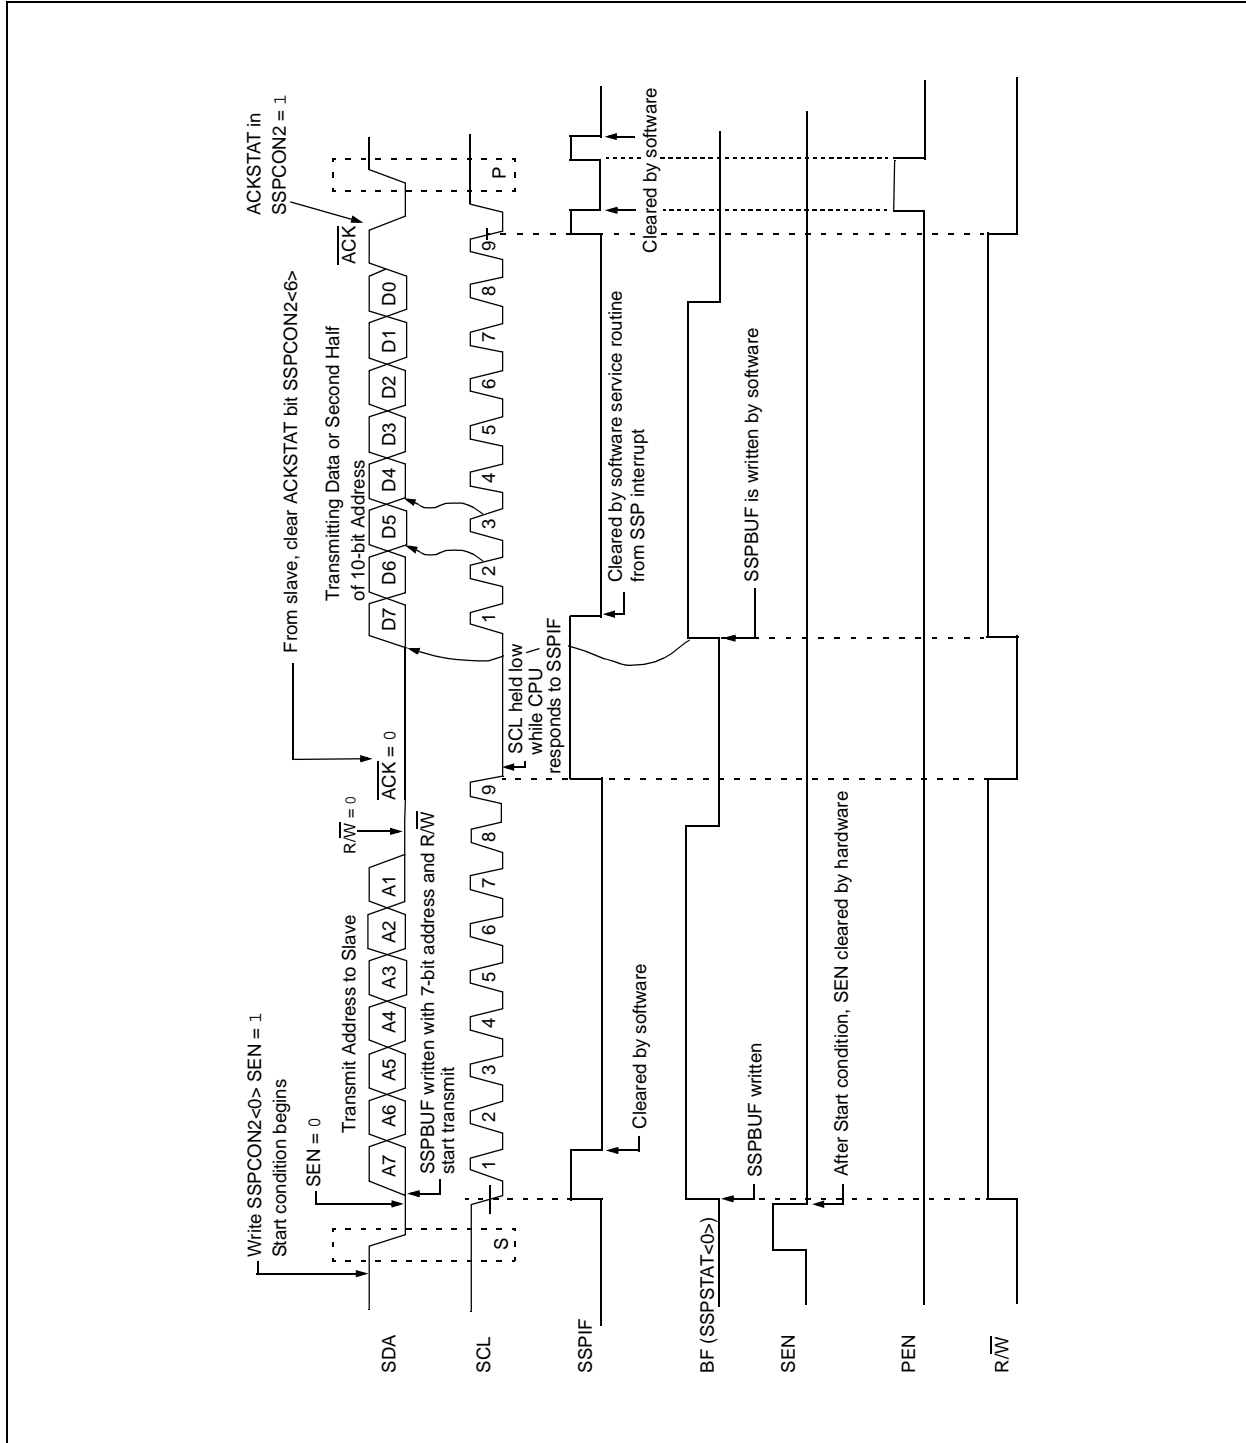 Write SSPCON2<0> SEN = 1
Start condition begins
SEN = 0
From slave, clear ACKSTAT bit SSPCON2<6>
ACKSTAT in
SSPCON2 = 1
Transmit Address to Slave
R/W = 0
ACK = 0
Transmitting Data or Second Half
of 10-bit Address
ACK
SDA
A7 A6 A5 A4 A3 A2 A1
D7 D6 D5 D4 D3 D2 D1 D0
SSPBUF written with 7-bit address and R/W
start transmit
SCL
S
1 2 3 4 5 6 7 8 9
1 2 3 4 5 6 7 8 9
P
SCL held low
while CPU
responds to SSPIF
SSPIF
Cleared by software
Cleared by software service routine
from SSP interrupt
Cleared by software
BF (SSPSTAT<0>)
SSPBUF written
SSPBUF is written by software
SEN
After Start condition, SEN cleared by hardware
PEN
R/W